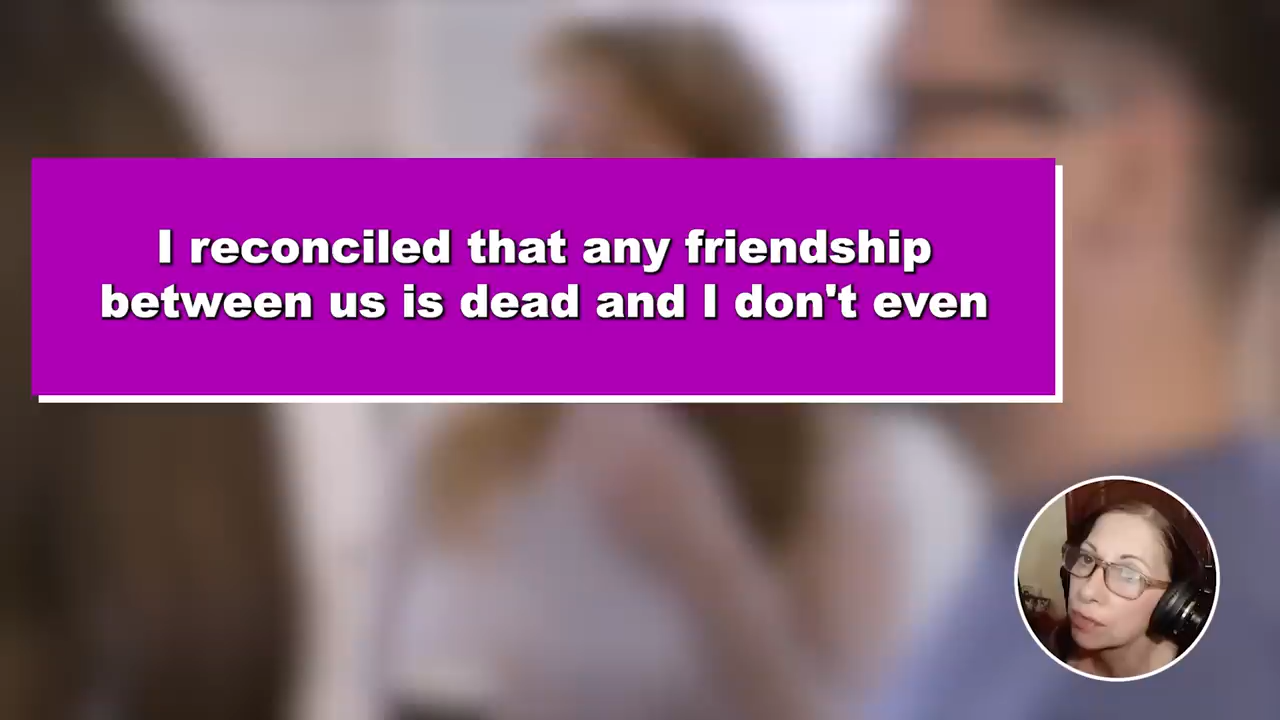 I reconciled that any friendship
between us is dead and I don't even